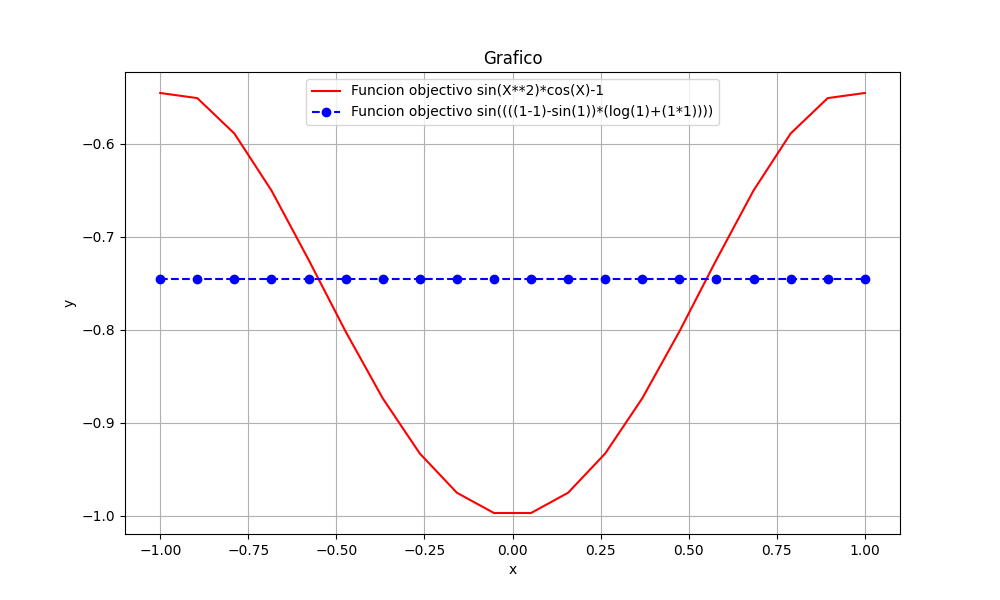 Grafico
Funcion objectivo sin(X**2)*cos(X)-1
Funcion objectivo sin((((1-1)-sin(1))*(log(1)+(1*1))))
−0.6
−0.7
−0.8
−0.9
−1.0
y
−1.00 −0.75 −0.50 −0.25 0.00 0.25 0.50 0.75 1.00
x